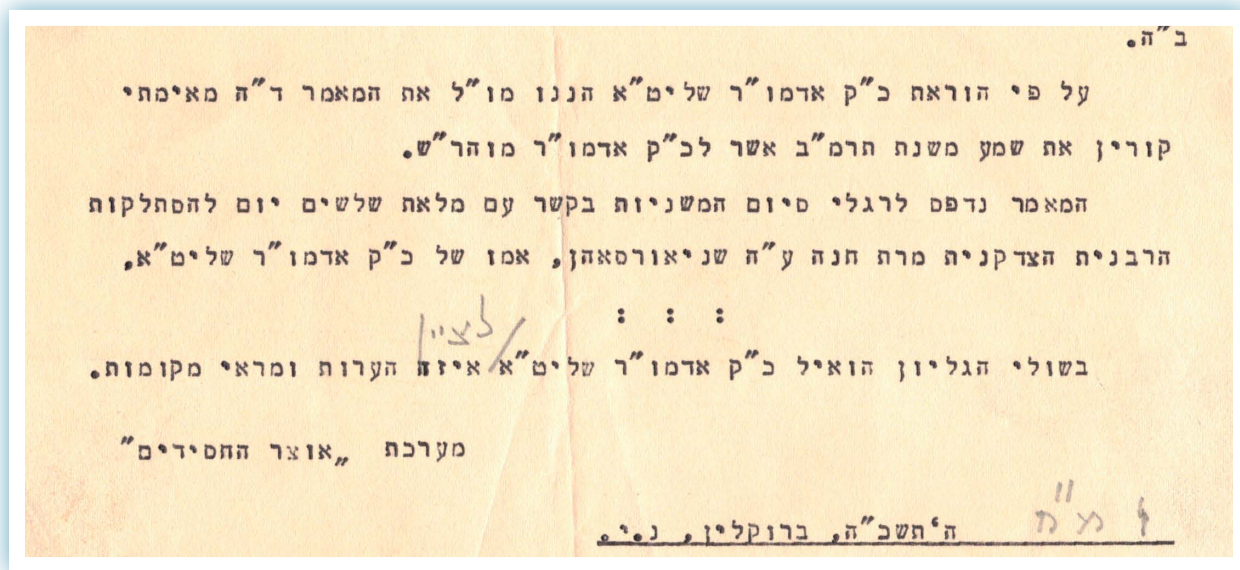 ב"ה.
על פי הוראת כ"ק אדמו"ר שליט"א הננו מו"ל את המאמר ד"ה מאימתי
קורין את שמע משנת תרמ"ב אשר לכ"ק אדמו"ר מוהר"ש.
המאמר נדפס לרגלי סיום המשניות בקשר עם מלאת שלשים יום להסתלקות
הרבנית הצדקנית מרת חנה ע"ה שניאורסאהן, אמו של כ"ק אדמו"ר שליט"א,
: : :
לציין
בשולי הגליון הואיל כ"ק אדמו"ר שליט"א איזה הערות ומראי מקומות.
מערכת „אוצר החסידים"
מ"ח ה'תשכ"ה, ברוקלין, נ.י.